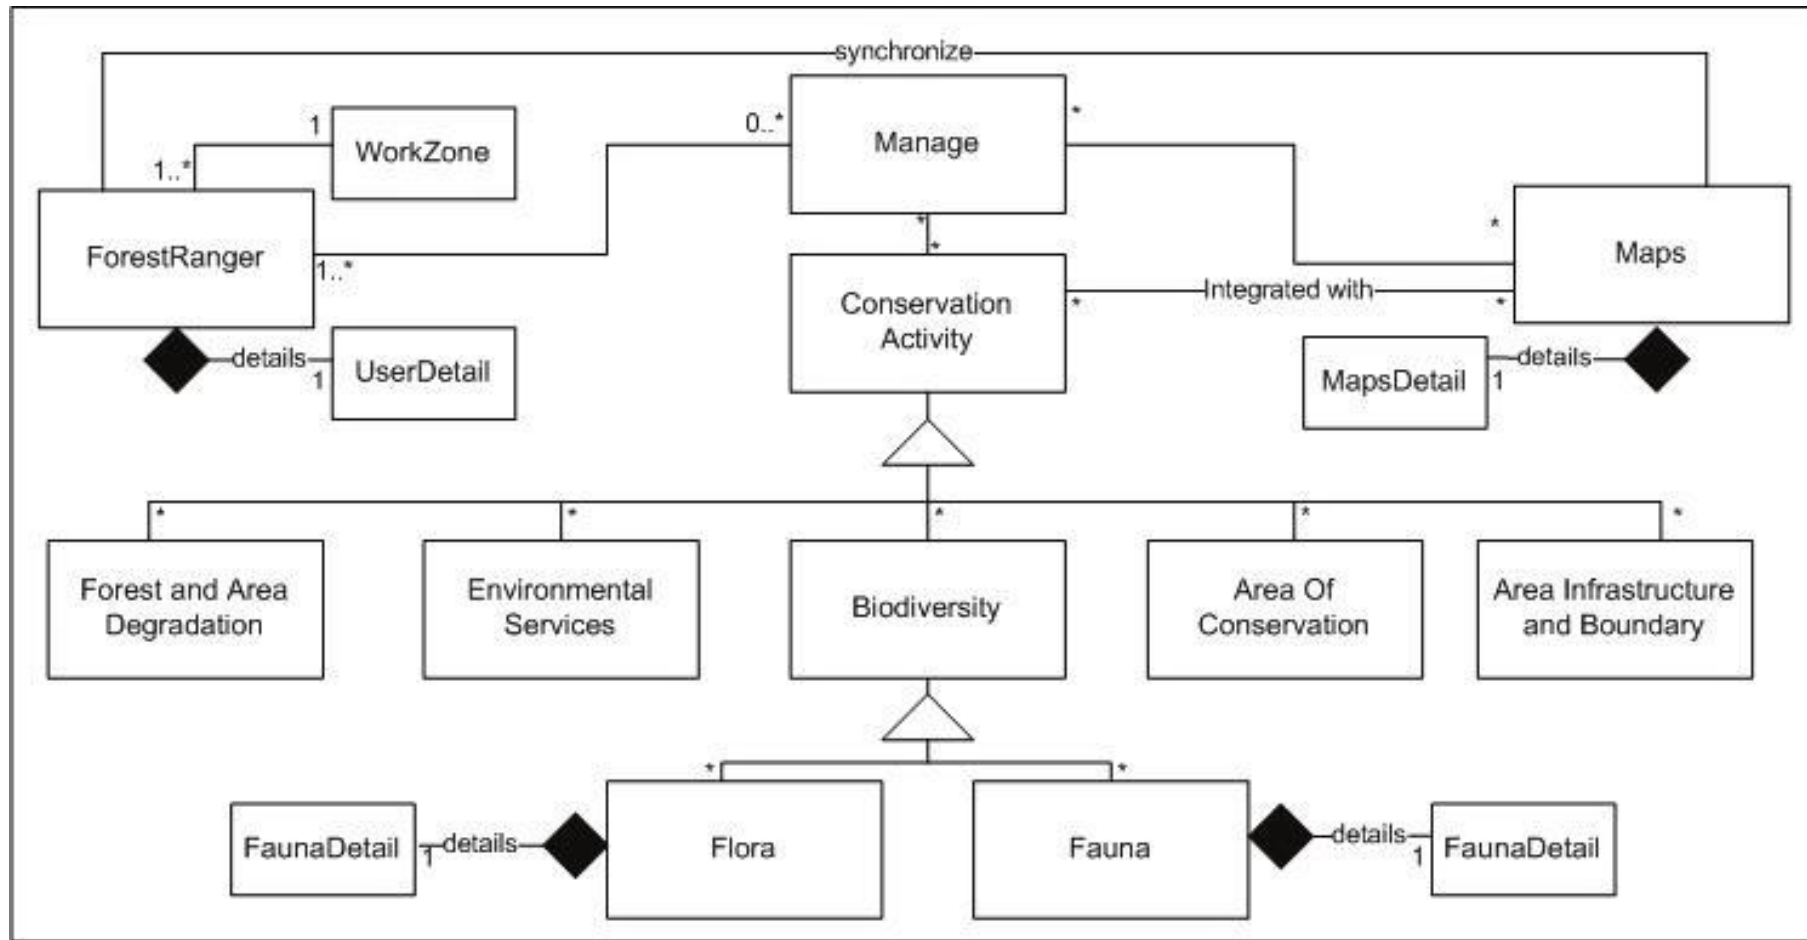 synchronize
1
WorkZone
1..*
0..*
Manage
*
ForestRanger
1..*
*
*
Conservation
Activity
*
Integrated with
*
*
Maps
details
1
UserDetail
MapsDetail
1
details
*
*
*
*
*
Forest and Area
Degradation
Environmental
Services
Biodiversity
Area Of
Conservation
Area Infrastructure
and Boundary
*
*
FaunaDetail
1
details
Flora
Fauna
details
1
FaunaDetail